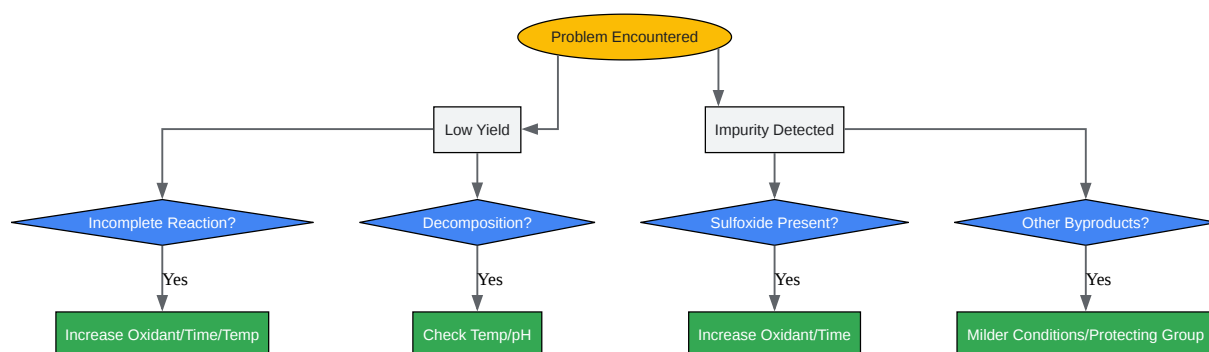 Problem Encountered
Low Yield
Impurity Detected
Incomplete Reaction?
Decomposition?
Sulfoxide Present?
Other Byproducts?
Yes
Yes
Yes
Yes
Increase Oxidant/Time/Temp
Check Temp/pH
Increase Oxidant/Time
Milder Conditions/Protecting Group